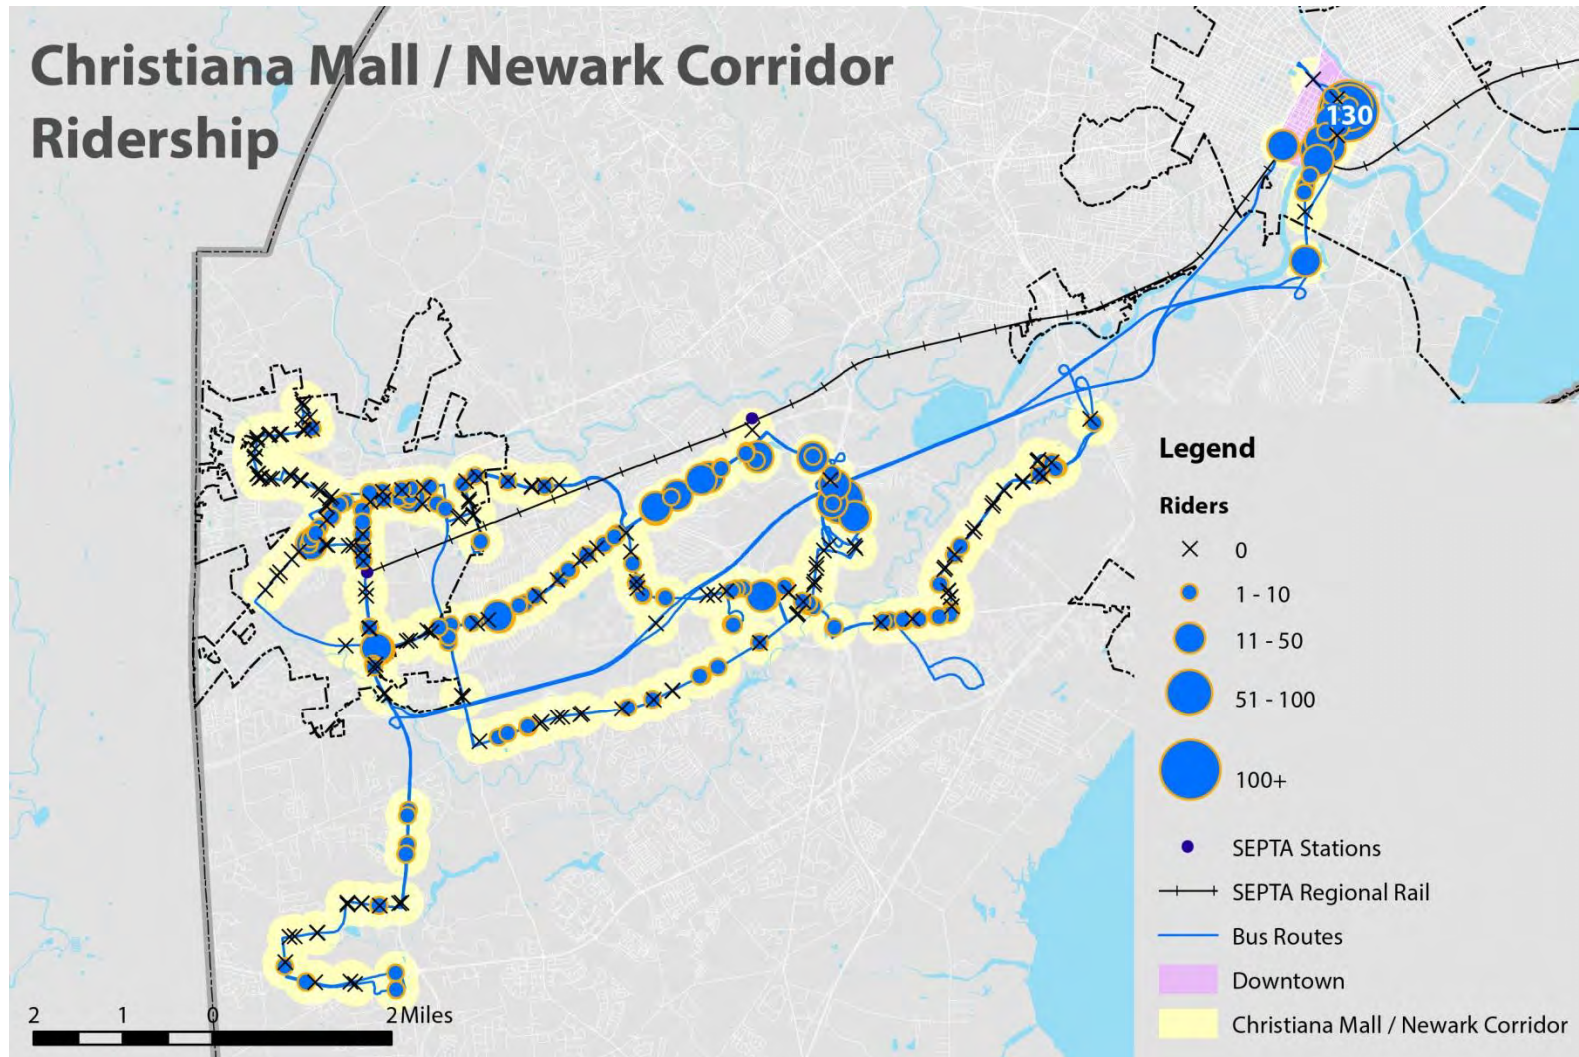 Christiana Mall / Newark Corridor
Ridership
130
Legend
Riders
0
1 - 10
11 - 50
51 - 100
100+
SEPTA Stations
SEPTA Regional Rail
Bus Routes
Downtown
Christiana Mall / Newark Corridor
2 1 0 2 Miles